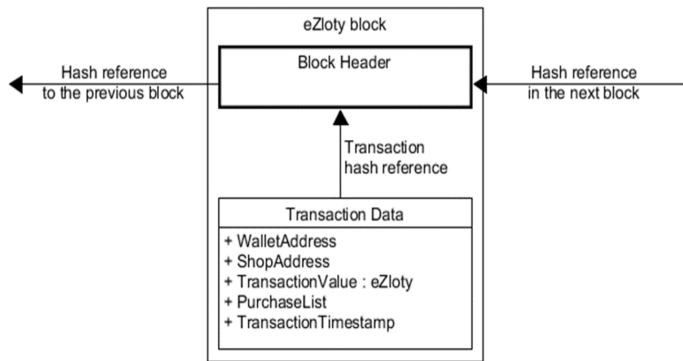 eZloty block
Block Header
Hash reference
to the previous block
Hash reference
in the next block
Transaction
hash reference
Transaction Data
+ WalletAddress
+ ShopAddress
+ TransactionValue : eZloty
+ PurchaseList
+ TransactionTimestamp